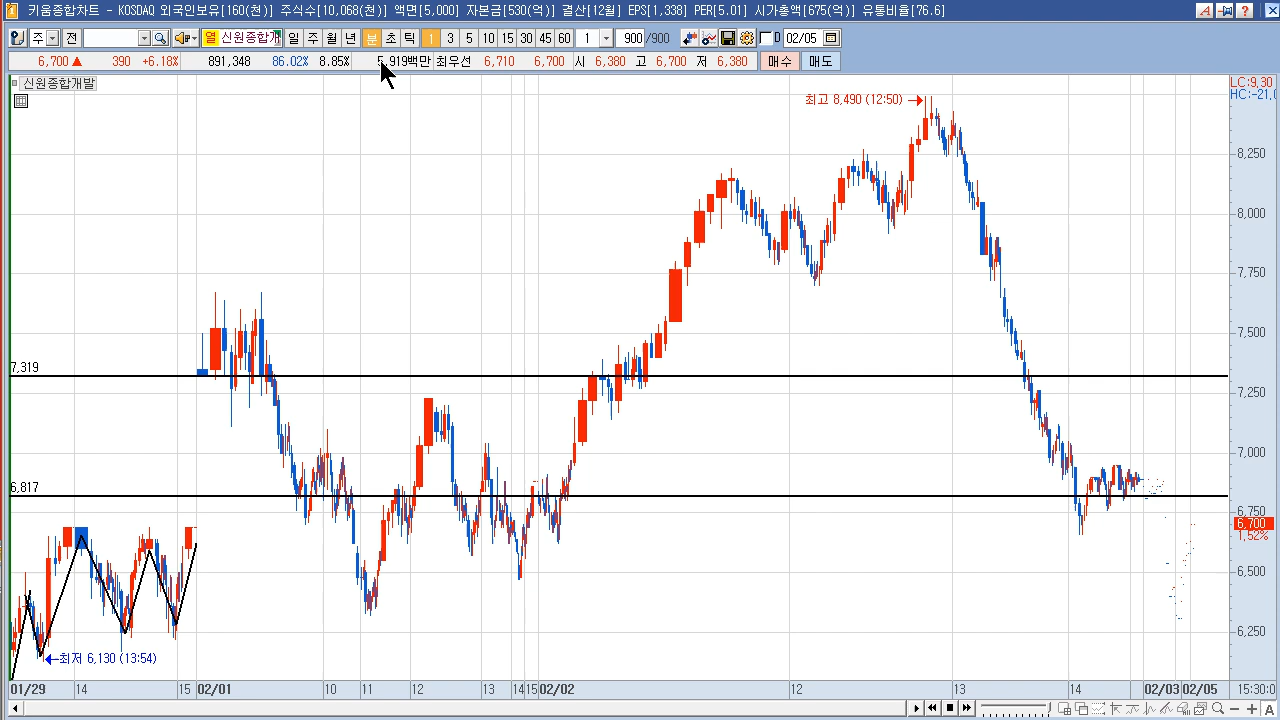 키움종합차트 - KOSDAQ 외국인보유[160(천)] 주식수[10,068(천)] 액면[5,000] 자본금[530(억)] 결산[12월] EPS[1,338] PER[5.01] 시가총액[675(억)] 유통비율[76.6]
주 전 열 신원종합개 일 주 월 년 분 초 틱 1 3 5 10 15 30 45 60 1 900 /900 D 02/05
6,700 ▲ 390 +6.18% 891,348 86.02% 8.85% 5,919백만 최우선 6,710 6,700 시 6,380 고 6,700 저 6,380 매수 매도
신원종합개발
LC:9,30
HC:-21,0
최고 8,490 (12:50)
8,250
8,000
7,750
7,500
7,319
7,250
7,000
6,817
6,750
6,700
1,52%
6,500
6,250
최저 6,130 (13:54)
01/29 14 15 02/01 10 11 12 13 14 15 02/02 12 13 14 02/03 02/05 15:30:0
A